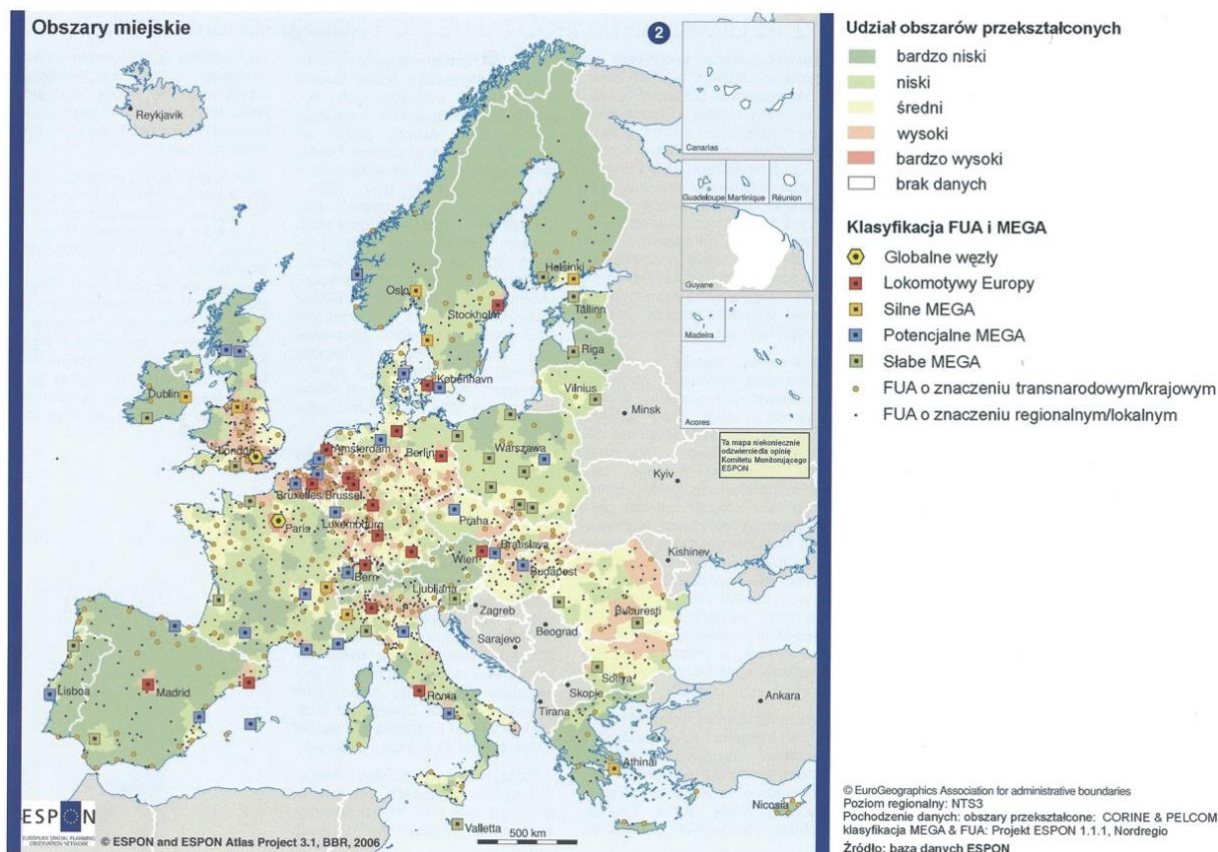 Obszary miejskie
2
Reykjavik
Canarias
Guadeloupe
Martinique
Réunion
Guyane
Madeira
Acores
Helsinki
Oslo
Stockholm
Tallinn
Riga
København
Vilnius
Dublin
Minsk
London
Amsterdam
Berlin
Warszawa
Ta mapa niekoniecznie
odzwierciedla opinię
Komitetu Monitorującego
ESPON
Bruxelles/Brussel
Kyiv
Paris
Luxembourg
Praha
Bratislava
Wien
Kishinev
Bern
Budapest
Ljubljana
Zagreb
Bucuresti
Beograd
Sarajevo
Sofiya
Madrid
Lisboa
Roma
Skopje
Tirana
Ankara
Athinai
Nicosia
Valletta
500 km
ESPON
EUROPEAN SPATIAL PLANNING
OBSERVATION NETWORK
© ESPON and ESPON Atlas Project 3.1, BBR, 2006
Udział obszarów przekształconych
bardzo niski
niski
średni
wysoki
bardzo wysoki
brak danych
Klasyfikacja FUA i MEGA
Globalne węzły
Lokomotywy Europy
Silne MEGA
Potencjalne MEGA
Słabe MEGA
FUA o znaczeniu transnarodowym/krajowym
FUA o znaczeniu regionalnym/lokalnym
© EuroGeographics Association for administrative boundaries
Poziom regionalny: NTS3
Pochodzenie danych: obszary przekształcone: CORINE & PELCOM
klasyfikacja MEGA & FUA: Projekt ESPON 1.1.1, Nordregio
Źródło: baza danych ESPON